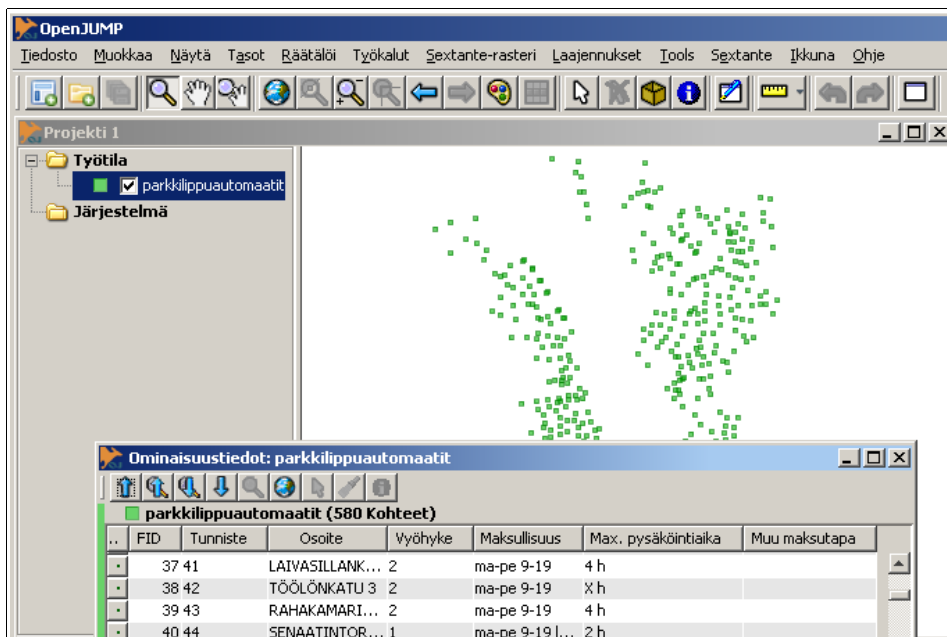 OpenJUMP
Tiedosto Muokkaa Näytä Tasot Räätälöi Työkalut Sextante-rasteri Laajennukset Tools Sextante Ikkuna Ohje
Projekti 1
Työtila
parkkilippuautomaatit
Järjestelmä
Ominaisuustiedot: parkkilippuautomaatit
parkkilippuautomaatit (580 Kohteet)
.. FID Tunniste Osoite Vyöhyke Maksullisuus Max. pysäköintiaika Muu maksutapa
37 41 LAIVASILLANK... 2 ma-pe 9-19 4 h
38 42 TÖÖLÖNKATU 3 2 ma-pe 9-19 X h
39 43 RAHAKAMARI... 2 ma-pe 9-19 4 h
40 44 SENAATINTOR... 1 ma-pe 9-19 l... 2 h